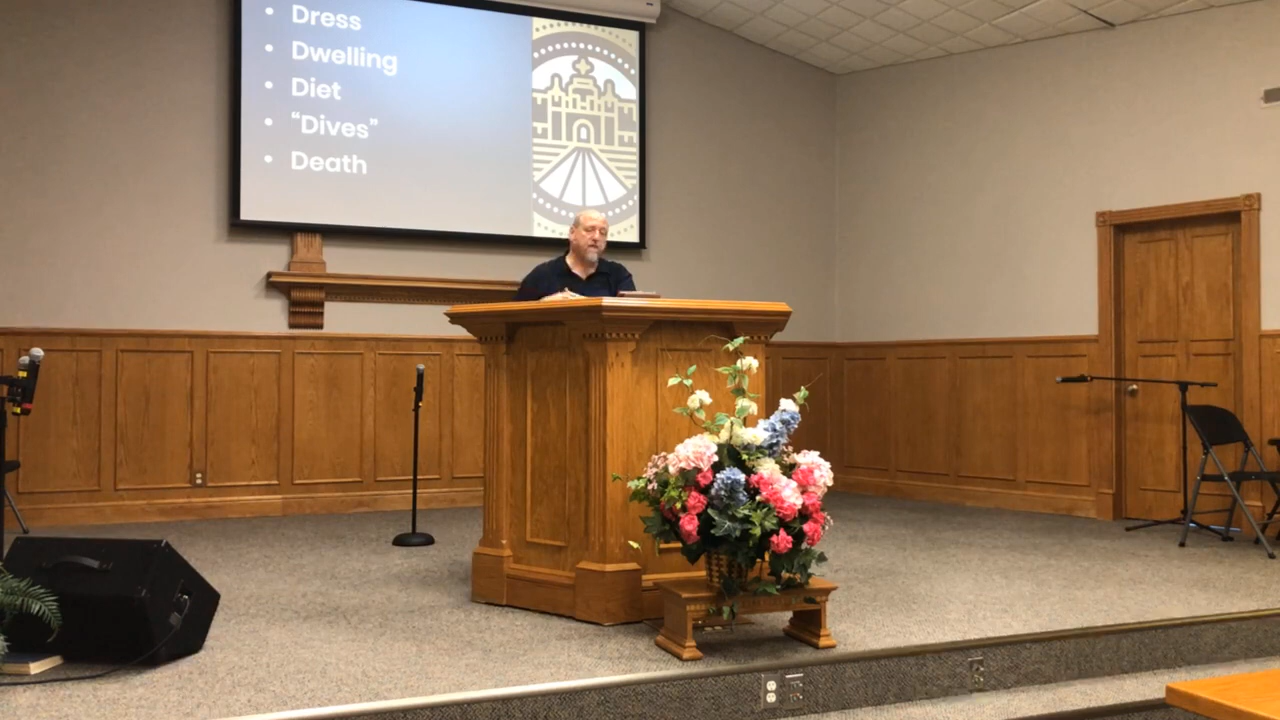 • Dress
• Dwelling
• Diet
• “Dives”
• Death